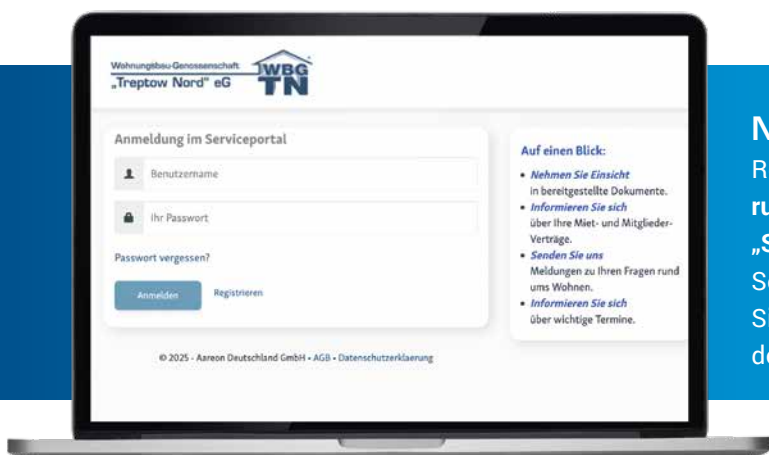 Wohnungsbau-Genossenschaft
„Treptow Nord" eG
WBG
TN
Anmeldung im Serviceportal
Benutzername
Ihr Passwort
Passwort vergessen?
Anmelden
Registrieren
© 2025 - Aareon Deutschland GmbH • AGB • Datenschutzerklaerung
Auf einen Blick:
• Nehmen Sie Einsicht
in bereitgestellte Dokumente.
• Informieren Sie sich
über Ihre Miet- und Mitglieder-
Verträge.
• Senden Sie uns
Meldungen zu Ihren Fragen rund
ums Wohnen.
• Informieren Sie sich
über wichtige Termine.